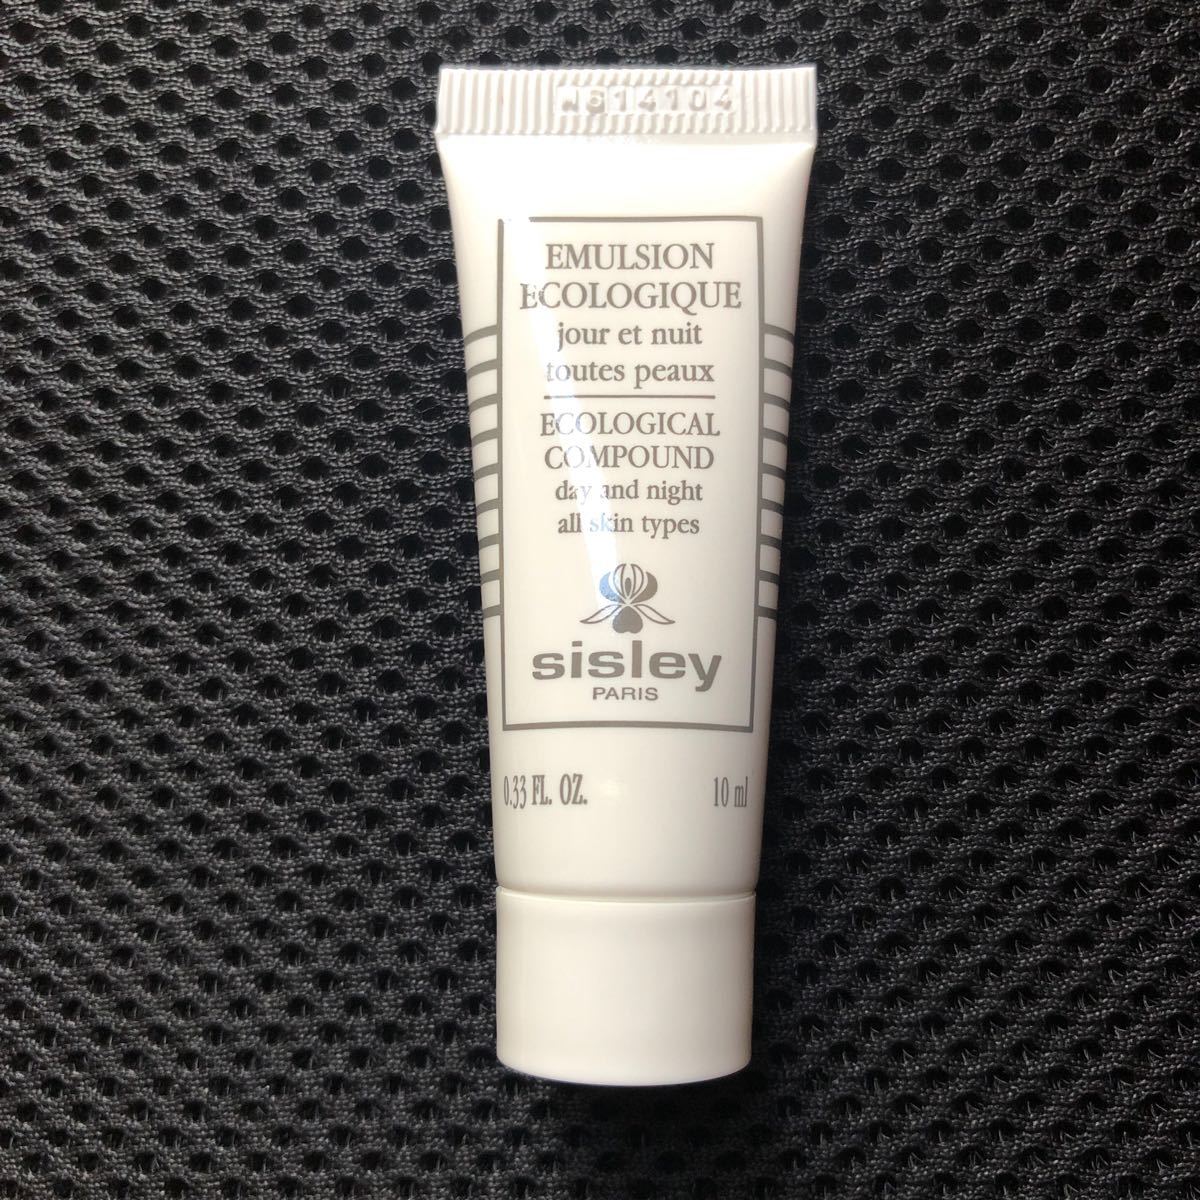 614104
EMULSION
ECOLOGIQUE
jour et nuit
toutes peaux
ECOLOGICAL
COMPOUND
day and night
all skin types
sisley
PARIS
0.33 FL. OZ. 10 ml